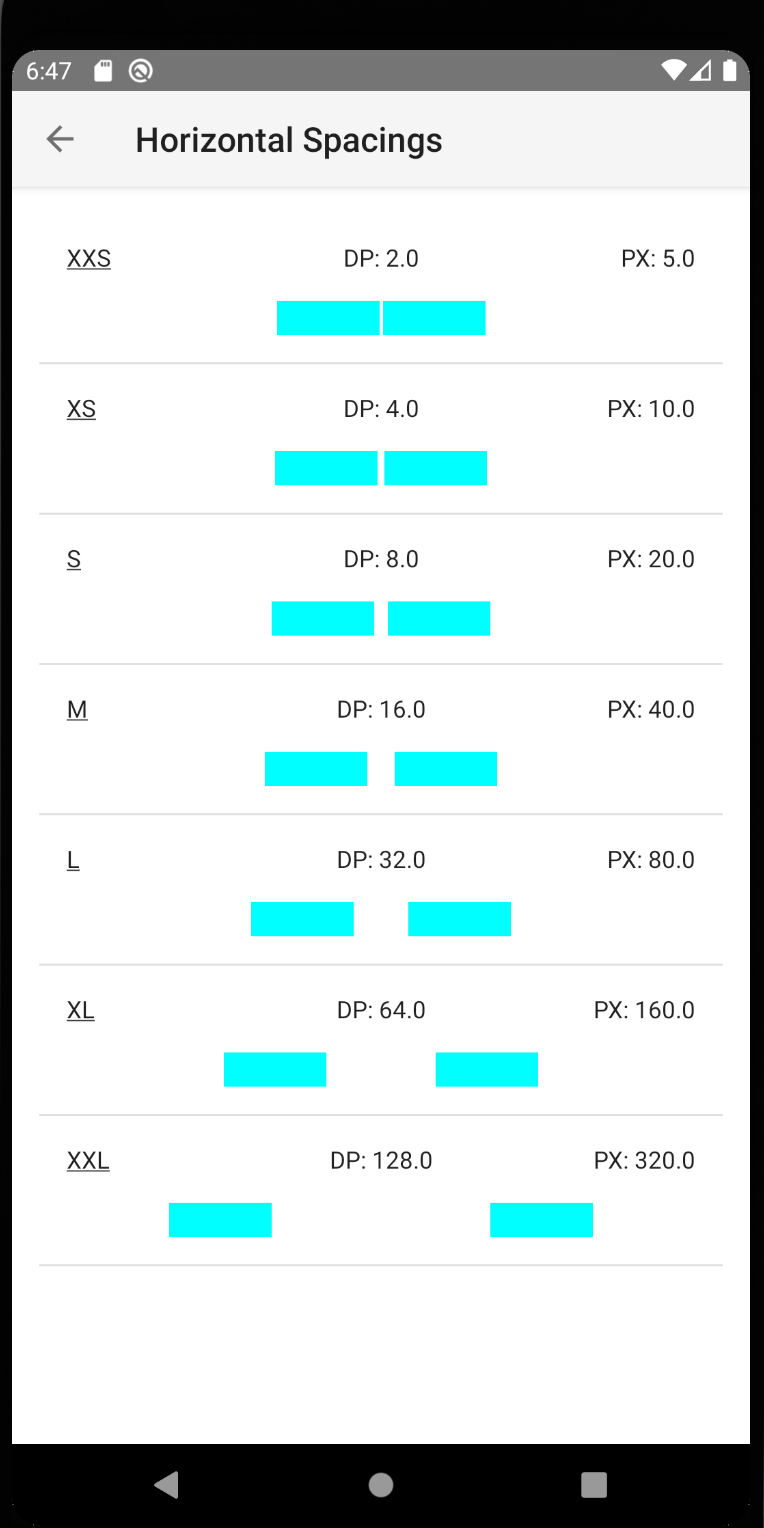 6:47
Horizontal Spacings
XXS DP: 2.0 PX: 5.0
XS DP: 4.0 PX: 10.0
S DP: 8.0 PX: 20.0
M DP: 16.0 PX: 40.0
L DP: 32.0 PX: 80.0
XL DP: 64.0 PX: 160.0
XXL DP: 128.0 PX: 320.0